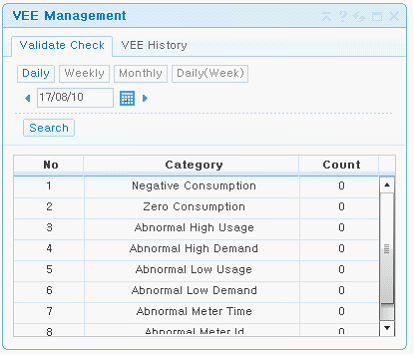 VEE Management
Validate Check VEE History
Daily Weekly Monthly Daily(Week)
17/08/10
Search
No Category Count
1 Negative Consumption 0
2 Zero Consumption 0
3 Abnormal High Usage 0
4 Abnormal High Demand 0
5 Abnormal Low Usage 0
6 Abnormal Low Demand 0
7 Abnormal Meter Time 0
8 Abnormal Meter Id 0